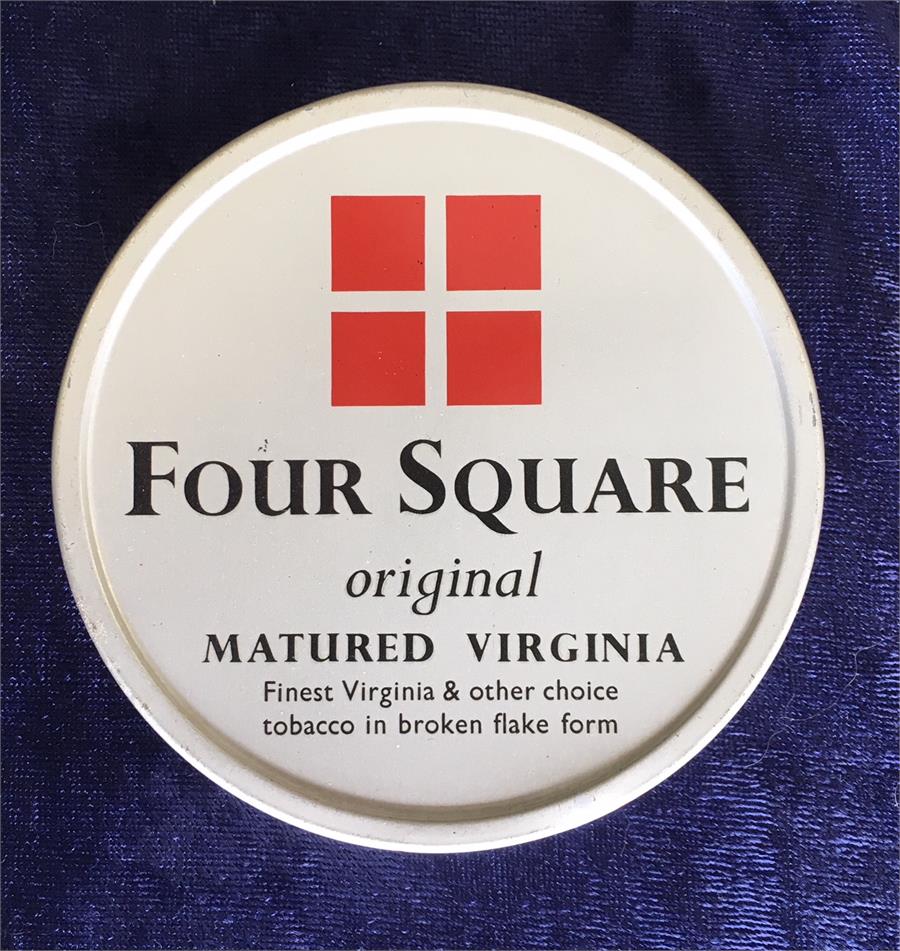 FOUR SQUARE
original
MATURED VIRGINIA
Finest Virginia & other choice
tobacco in broken flake form